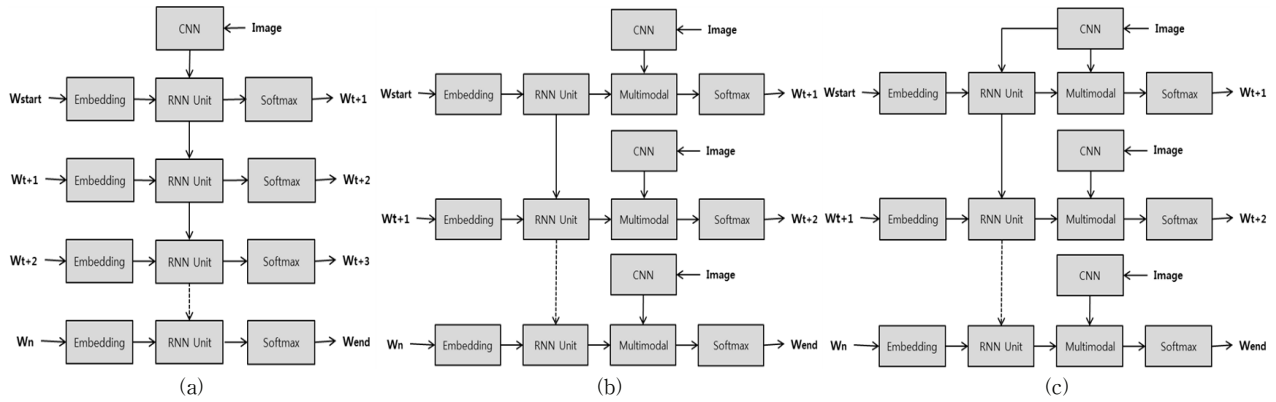 CNN Image
Wstart Embedding RNN Unit Softmax Wt+1
Wt+1 Embedding RNN Unit Softmax Wt+2
Wt+2 Embedding RNN Unit Softmax Wt+3
Wn Embedding RNN Unit Softmax Wend
(a)
CNN Image
Wstart Embedding RNN Unit Multimodal Softmax Wt+1
CNN Image
Wt+1 Embedding RNN Unit Multimodal Softmax Wt+2
CNN Image
Wn Embedding RNN Unit Multimodal Softmax Wend
(b)
CNN Image
Wstart Embedding RNN Unit Multimodal Softmax Wt+1
CNN Image
Wt+1 Embedding RNN Unit Multimodal Softmax Wt+2
CNN Image
Wn Embedding RNN Unit Multimodal Softmax Wend
(c)